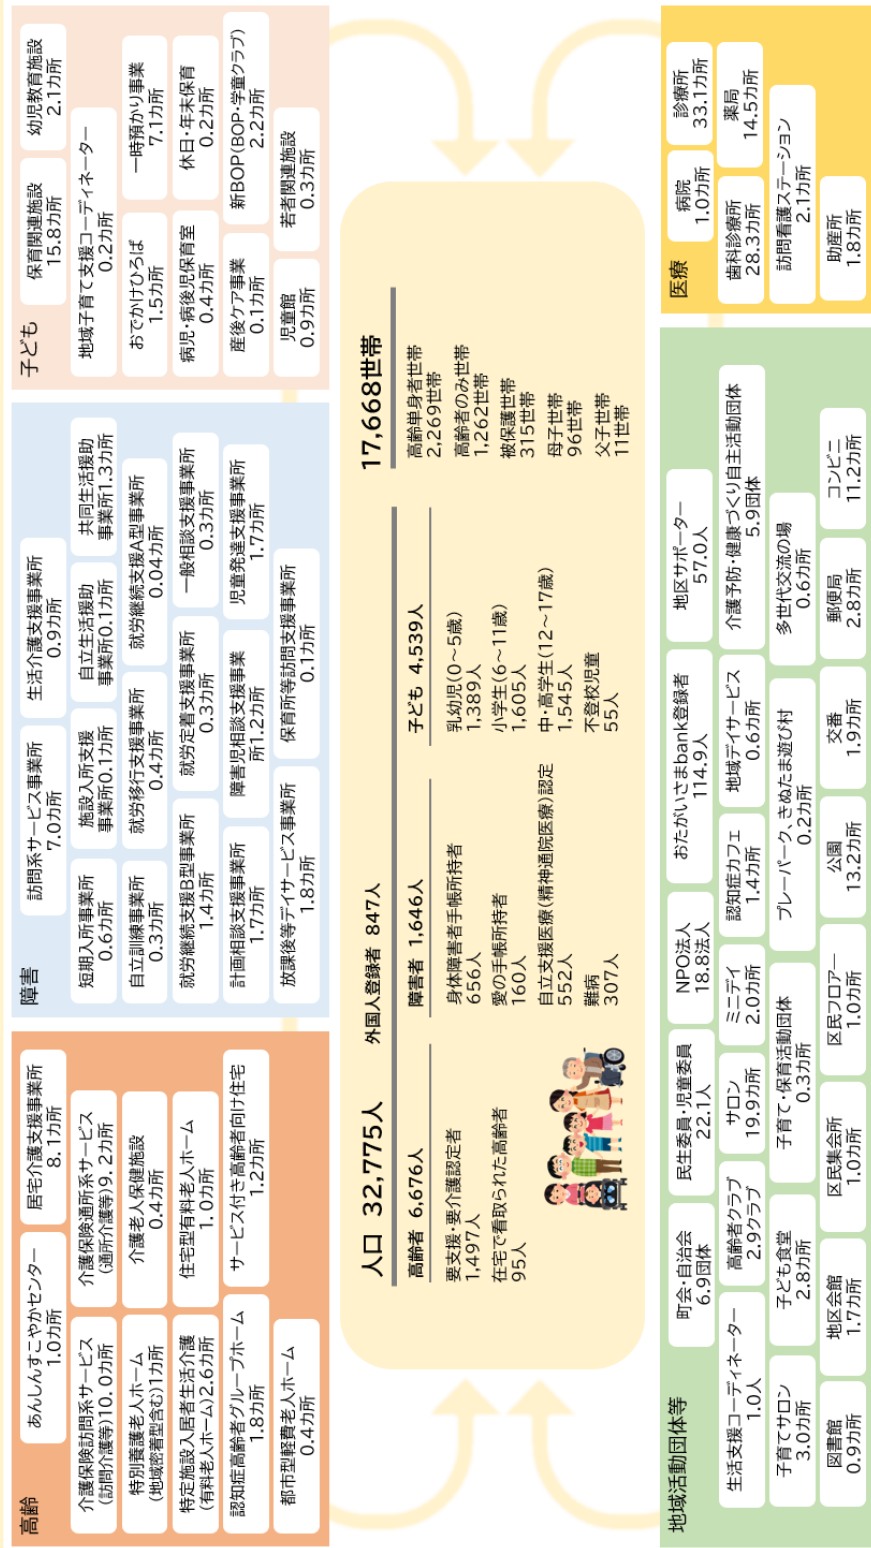 高齢
あんしんすこやかセンター
1.0カ所
居宅介護支援事業所
8.1カ所
介護保険訪問系サービス
(訪問介護等)10.0カ所
介護保険通所系サービス
(通所介護等)9.2カ所
特別養護老人ホーム
(地域密着型含む)1カ所
介護老人保健施設
0.4カ所
特定施設入居者生活介護
(有料老人ホーム)2.6カ所
住宅型有料老人ホーム
1.0カ所
認知症高齢者グループホーム
1.8カ所
サービス付き高齢者向け住宅
1.2カ所
都市型軽費老人ホーム
0.4カ所
障害
訪問系サービス事業所
7.0カ所
生活介護支援事業所
0.9カ所
短期入所事業所
0.6カ所
施設入所支援
事業所0.1カ所
自立生活援助
事業所0.1カ所
共同生活援助
事業所1.3カ所
自立訓練事業所
0.3カ所
就労移行支援事業所
0.4カ所
就労継続支援A型事業所
0.04カ所
就労継続支援B型事業所
1.4カ所
就労定着支援事業所
0.3カ所
一般相談支援事業所
0.3カ所
計画相談支援事業所
1.7カ所
障害児相談支援事業
所1.2カ所
児童発達支援事業所
1.7カ所
放課後等デイサービス事業所
1.8カ所
保育所等訪問支援事業所
0.1カ所
子ども
保育関連施設
15.8カ所
幼児教育施設
2.1カ所
地域子育て支援コーディネーター
0.2カ所
おでかけひろば
1.5カ所
一時預かり事業
7.1カ所
病児・病後児保育室
0.4カ所
休日・年末保育
0.2カ所
産後ケア事業
0.1カ所
新BOP(BOP・学童クラブ)
2.2カ所
児童館
0.9カ所
若者関連施設
0.3カ所
人口 32,775人
外国人登録者 847人
17,668世帯
高齢者 6,676人
要支援・要介護認定者
1,497人
在宅で看取られた高齢者
95人
障害者 1,646人
身体障害者手帳所持者
656人
愛の手帳所持者
160人
自立支援医療(精神通院医療)認定
552人
難病
307人
子ども 4,539人
乳幼児(0~5歳)
1,389人
小学生(6~11歳)
1,605人
中・高学生(12~17歳)
1,545人
不登校児童
55人
高齢単身者世帯
2,269世帯
高齢者のみ世帯
1,262世帯
被保護世帯
315世帯
母子世帯
96世帯
父子世帯
11世帯
地域活動団体等
町会・自治会
6.9団体
民生委員・児童委員
22.1人
NPO法人
18.8法人
おたがいさまbank登録者
114.9人
地区サポーター
57.0人
生活支援コーディネーター
1.0人
高齢者クラブ
2.9クラブ
サロン
19.9カ所
ミニデイ
2.0カ所
認知症カフェ
1.4カ所
地域デイサービス
0.6カ所
介護予防・健康づくり自主活動団体
5.9団体
子育てサロン
3.0カ所
子ども食堂
2.8カ所
子育て・保育活動団体
0.3カ所
プレーパーク、きぬたま遊び村
0.2カ所
多世代交流の場
0.6カ所
図書館
0.9カ所
地区会館
1.7カ所
区民集会所
1.0カ所
区民フロアー
1.0カ所
公園
13.2カ所
交番
1.9カ所
郵便局
2.8カ所
コンビニ
11.2カ所
医療
病院
1.0カ所
診療所
33.1カ所
歯科診療所
28.3カ所
薬局
14.5カ所
訪問看護ステーション
2.1カ所
助産所
1.8カ所